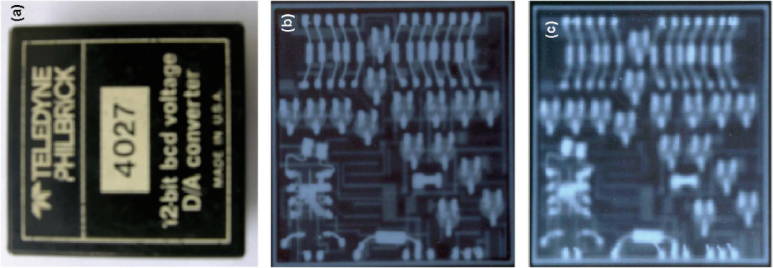 (a)
TELEDYNE
PHILBRICK
4027
12-bit bcd voltage
D/A converter
MADE IN U.S.A.
(b)
(c)